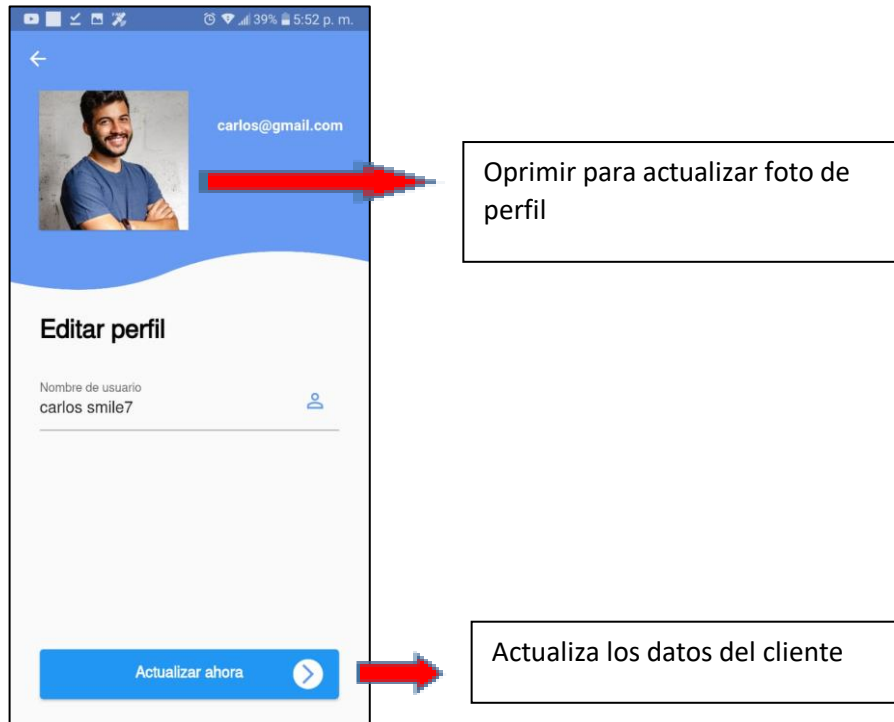 39% 5:52 p. m.
carlos@gmail.com
Oprimir para actualizar foto de
perfil
Editar perfil
Nombre de usuario
carlos smile7
Actualizar ahora
Actualiza los datos del cliente